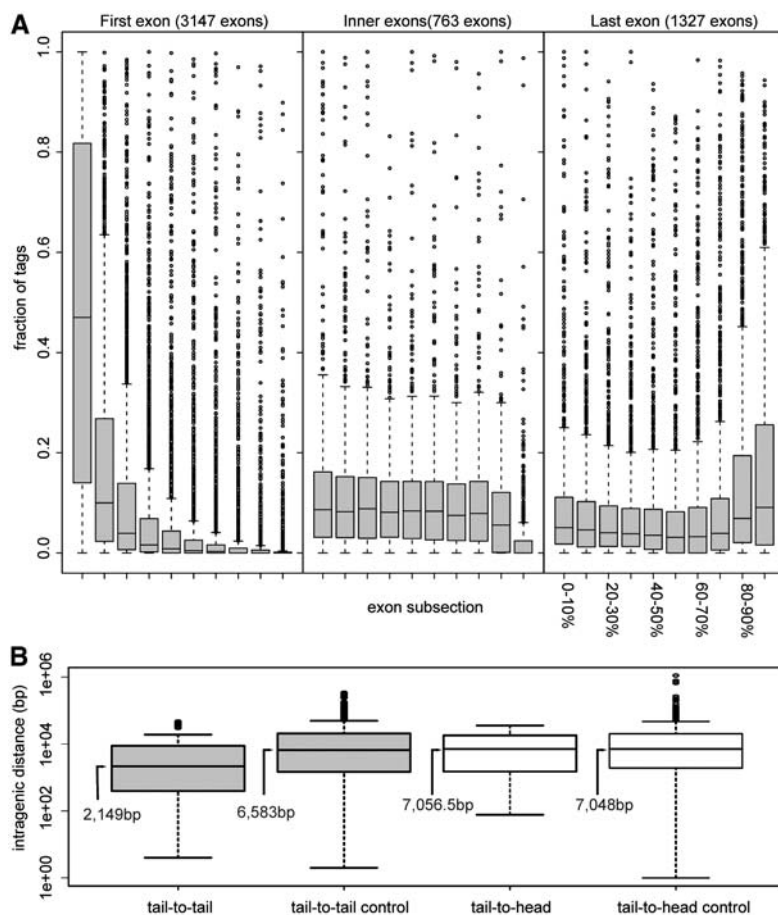 A
First exon (3147 exons)
Inner exons(763 exons)
Last exon (1327 exons)
fraction of tags
1.0
0.8
0.6
0.4
0.2
0.0
0-10%
20-30%
40-50%
60-70%
80-90%
exon subsection
B
intragenic distance (bp)
1e+06
1e+04
1e+02
1e+00
2,149bp
6,583bp
7,056.5bp
7,048bp
tail-to-tail
tail-to-tail control
tail-to-head
tail-to-head control